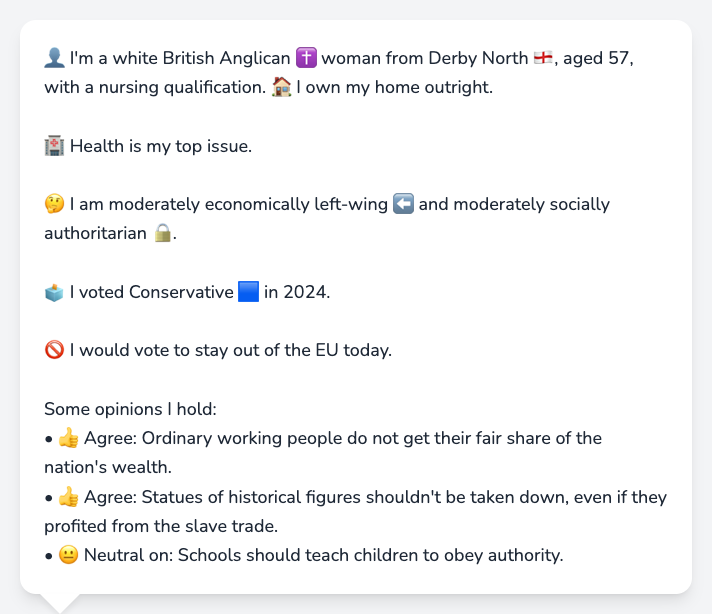 👤 I'm a white British Anglican ✝️ woman from Derby North 🏴󠁧󠁢󠁥󠁮󠁧󠁿, aged 57,
with a nursing qualification. 🏠 I own my home outright.
🏥 Health is my top issue.
🤔 I am moderately economically left-wing ⬅️ and moderately socially
authoritarian 🔒.
🗳️ I voted Conservative 🟦 in 2024.
🚫 I would vote to stay out of the EU today.
Some opinions I hold:
• 👍 Agree: Ordinary working people do not get their fair share of the
nation's wealth.
• 👍 Agree: Statues of historical figures shouldn't be taken down, even if they
profited from the slave trade.
• 😐 Neutral on: Schools should teach children to obey authority.